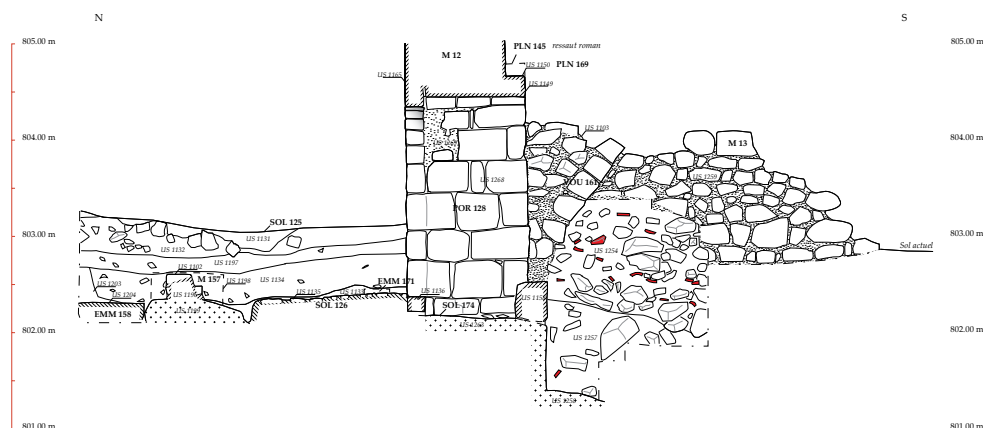 N
S
805.00 m
805.00 m
M 12
PLN 145 ressaut roman
US 1150 PLN 169
US 1165
US 1149
804.00 m
804.00 m
US 1103
M 13
US 1268
VOU 161
US 1259
POR 128
SOL 125
US 1131
803.00 m
803.00 m
Sol actuel
US 1132
US 1254
US 1197
US 1102
M 157
US 1203
US 1198
US 1134
EMM 171
US 1204
US 1135
US 1133
US 1136
EMM 158
SOL 126
SOL 174
802.00 m
802.00 m
US 1257
801.00 m
801.00 m